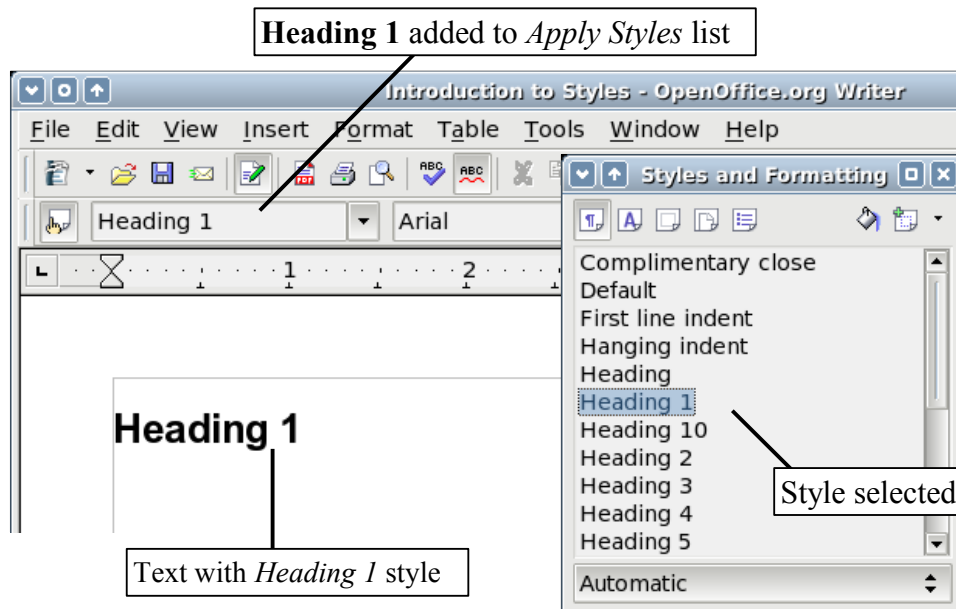 Heading 1 added to Apply Styles list
Introduction to Styles - OpenOffice.org Writer
File Edit View Insert Format Table Tools Window Help
PDF ABC ABC
Styles and Formatting
Heading 1 Arial
1 2
Complimentary close
Default
First line indent
Hanging indent
Heading
Heading 1
Heading 10
Heading 2
Heading 3
Heading 4
Heading 5
Automatic
Heading 1
Style selected
Text with Heading 1 style